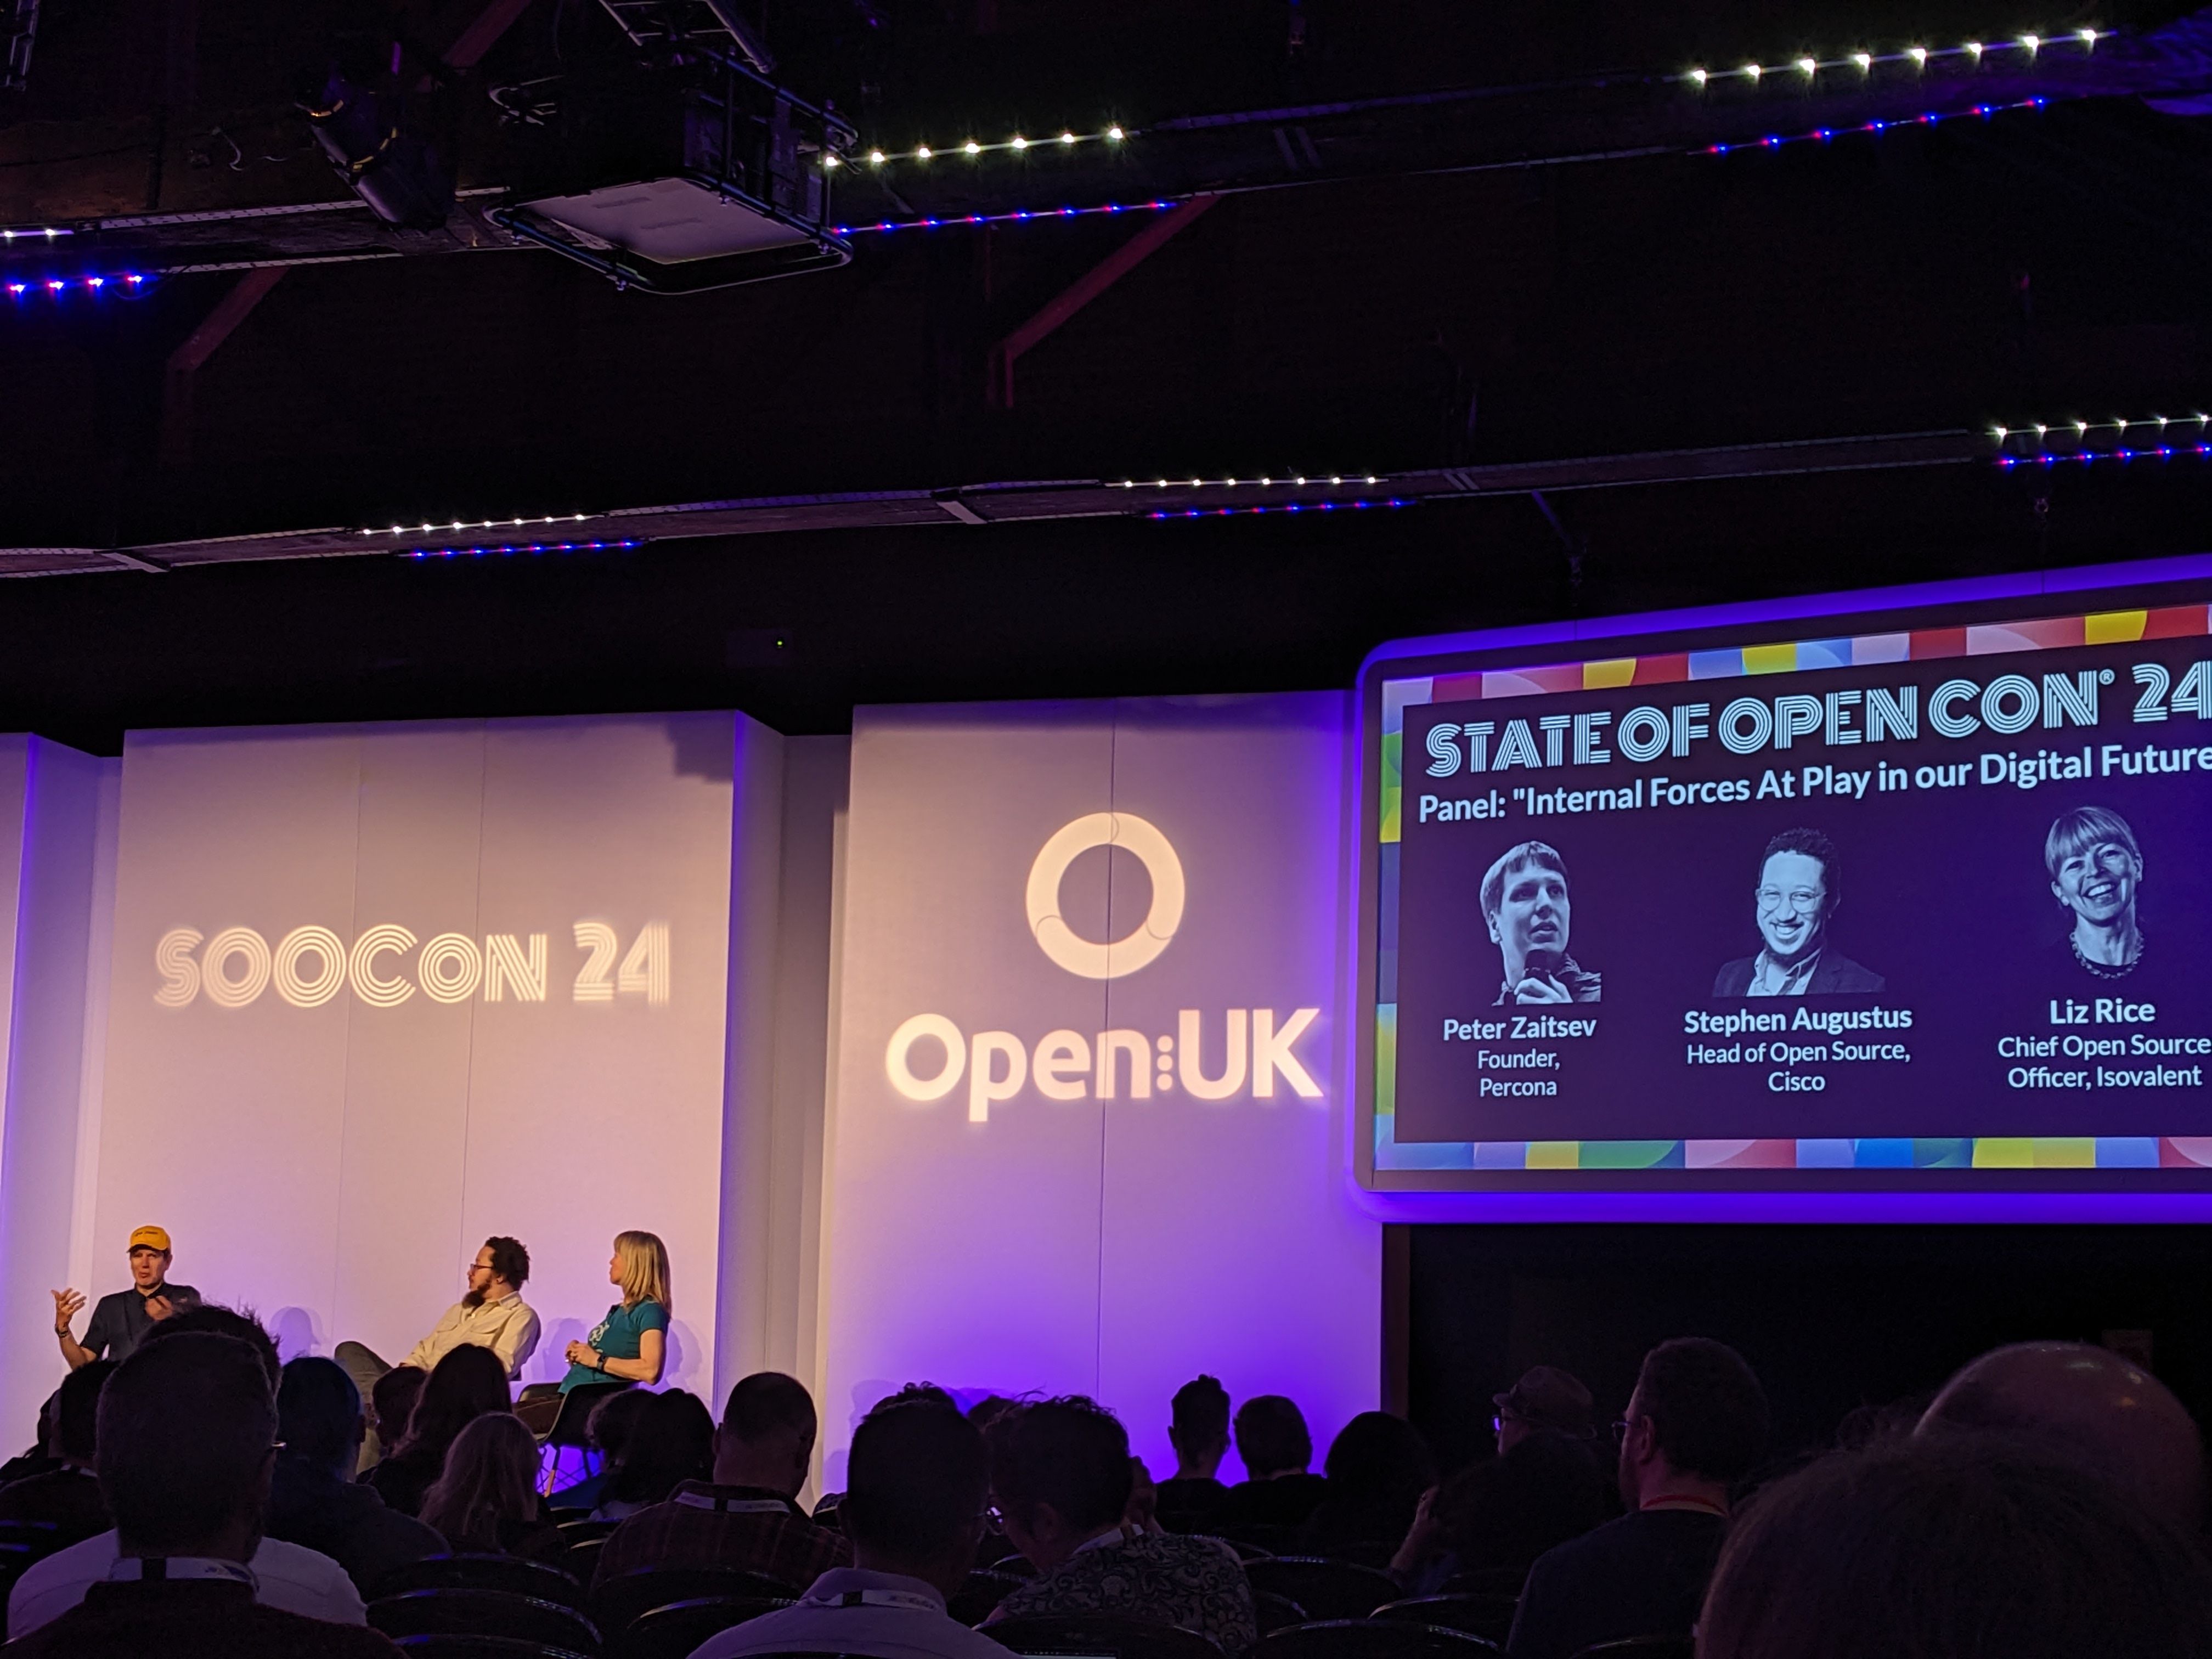 SOOCON 24
Open:UK
STATE OF OPEN CON® 24
Panel: "Internal Forces At Play in our Digital Future
Peter Zaitsev
Founder,
Percona
Stephen Augustus
Head of Open Source,
Cisco
Liz Rice
Chief Open Source
Officer, Isovalent